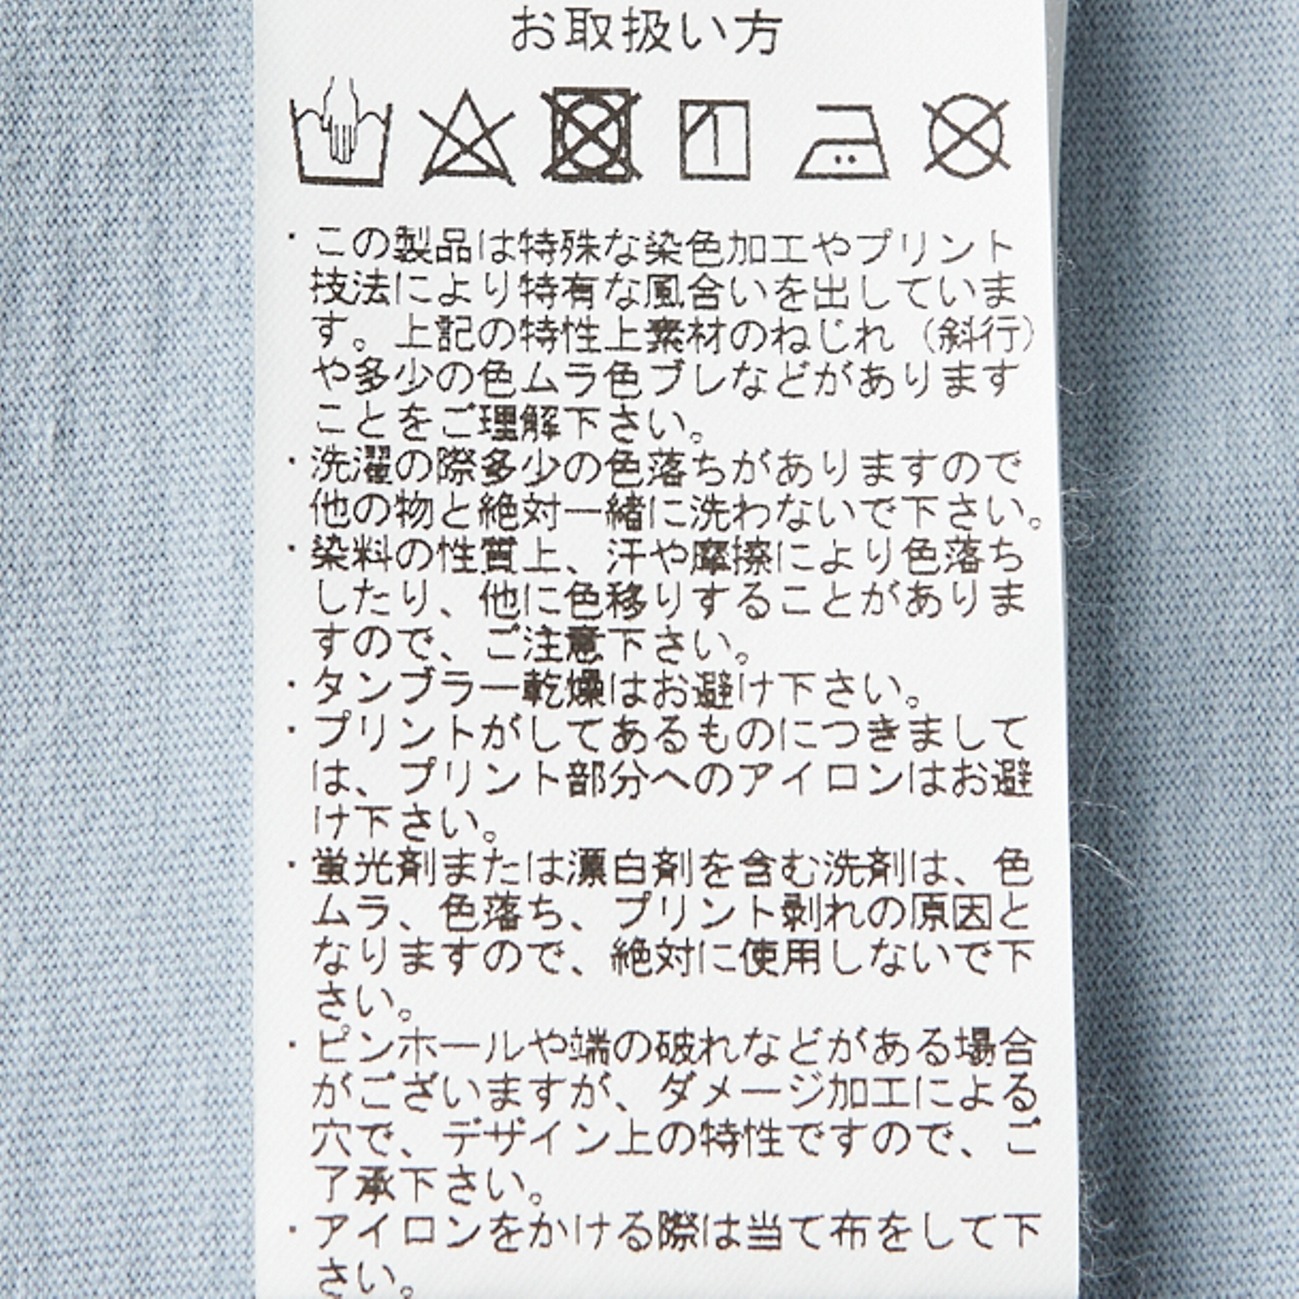 お取扱い方
・この製品は特殊な染色加工やプリント
技法により特有な風合いを出していま
す。上記の特性上素材のねじれ（斜行）
や多少の色ムラ色ブレなどがあります
ことをご理解下さい。
・洗濯の際多少の色落ちがありますので
他の物と絶対一緒に洗わないで下さい。
・染料の性質上、汗や摩擦により色落ち
したり、他に色移りすることがありま
すので、ご注意下さい。
・タンブラー乾燥はお避け下さい。
・プリントがしてあるものにつきまして
は、プリント部分へのアイロンはお避
け下さい。
・蛍光剤または漂白剤を含む洗剤は、色
ムラ、色落ち、プリント剥れの原因と
なりますので、絶対に使用しないで下
さい。
・ピンホールや端の破れなどがある場合
がございますが、ダメージ加工による
穴で、デザイン上の特性ですので、ご
了承下さい。
・アイロンをかける際は当て布をして下
さい。